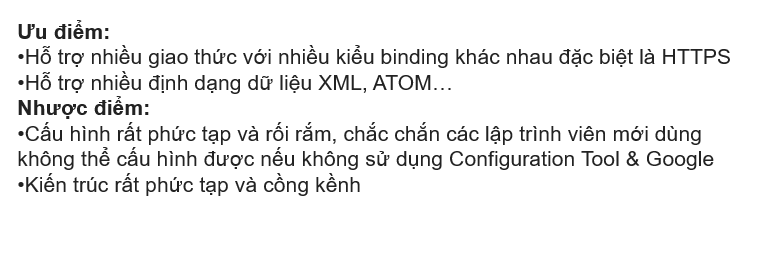 Ưu điểm:
•Hỗ trợ nhiều giao thức với nhiều kiểu binding khác nhau đặc biệt là HTTPS
•Hỗ trợ nhiều định dạng dữ liệu XML, ATOM…
Nhược điểm:
•Cấu hình rất phức tạp và rối rắm, chắc chắn các lập trình viên mới dùng
không thể cấu hình được nếu không sử dụng Configuration Tool & Google
•Kiến trúc rất phức tạp và cồng kềnh